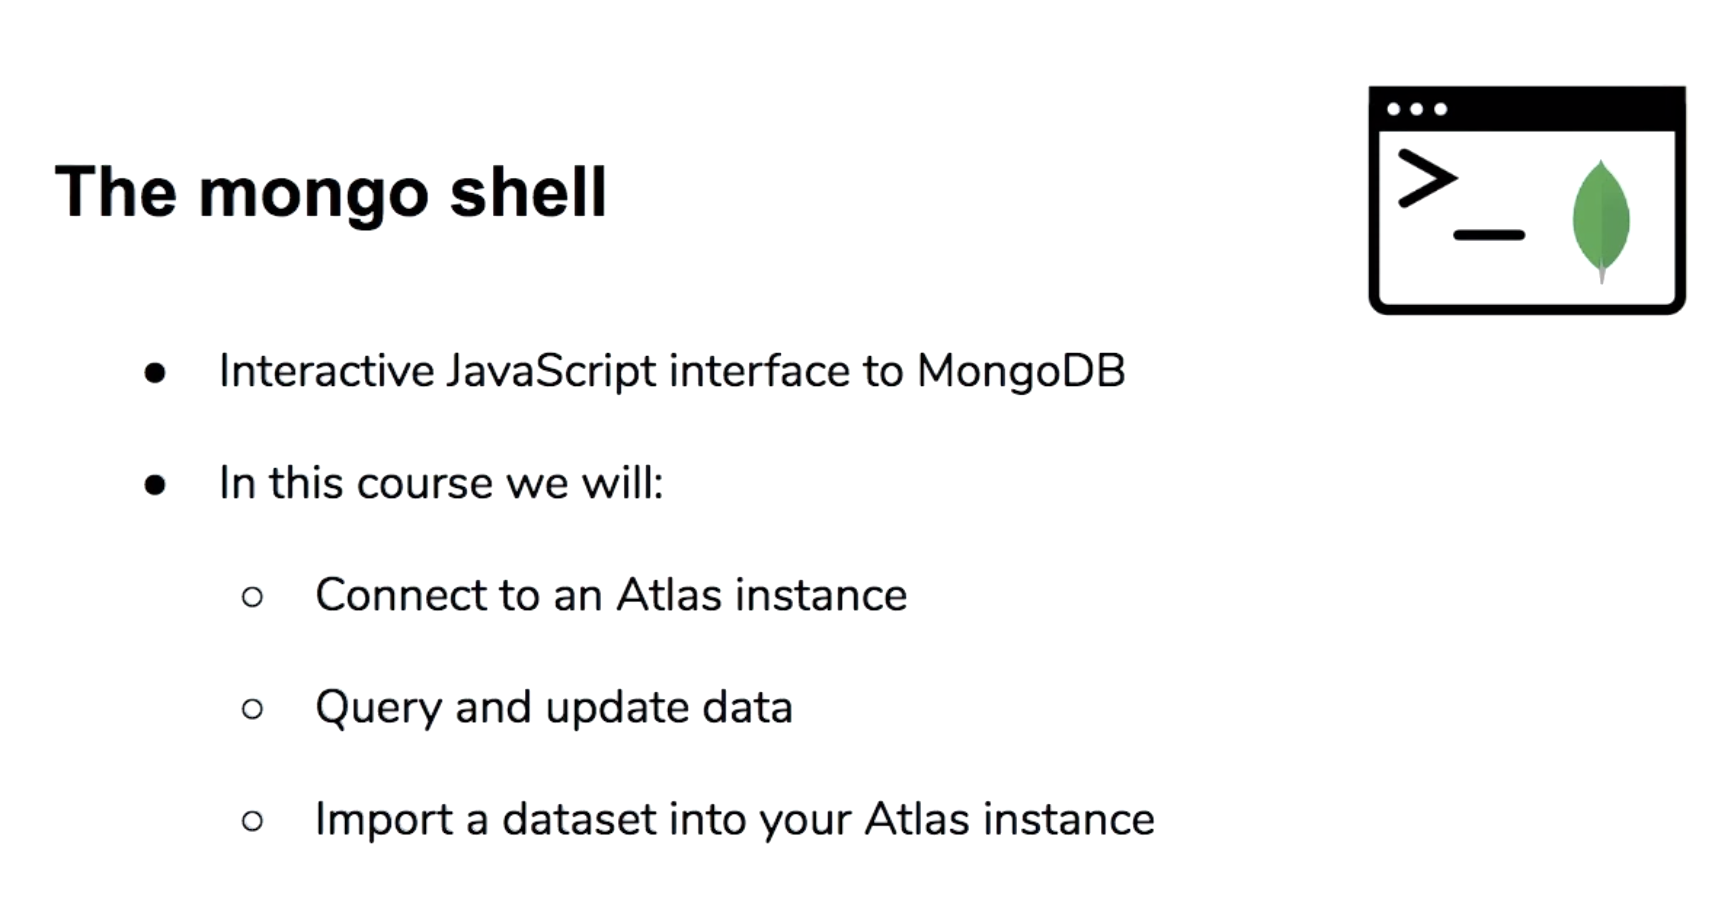 The mongo shell
● Interactive JavaScript interface to MongoDB
● In this course we will:
○ Connect to an Atlas instance
○ Query and update data
○ Import a dataset into your Atlas instance